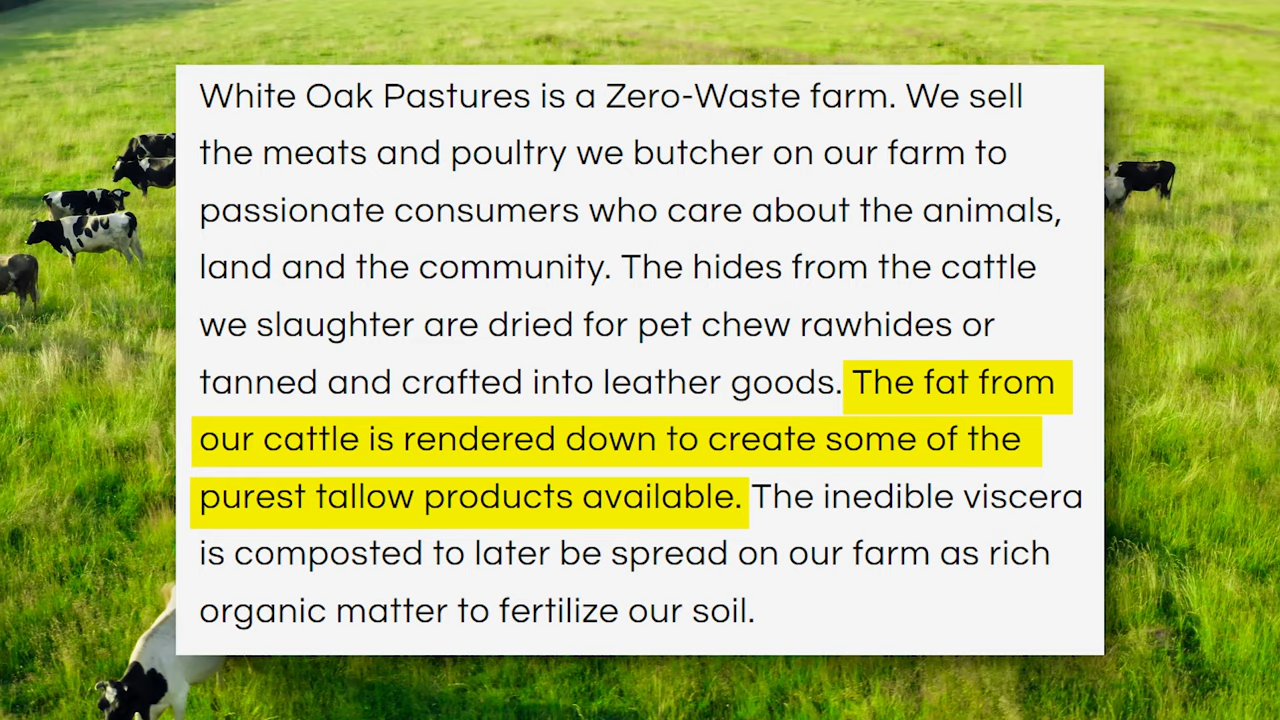 White Oak Pastures is a Zero-Waste farm. We sell
the meats and poultry we butcher on our farm to
passionate consumers who care about the animals,
land and the community. The hides from the cattle
we slaughter are dried for pet chew rawhides or
tanned and crafted into leather goods. The fat from
our cattle is rendered down to create some of the
purest tallow products available. The inedible viscera
is composted to later be spread on our farm as rich
organic matter to fertilize our soil.